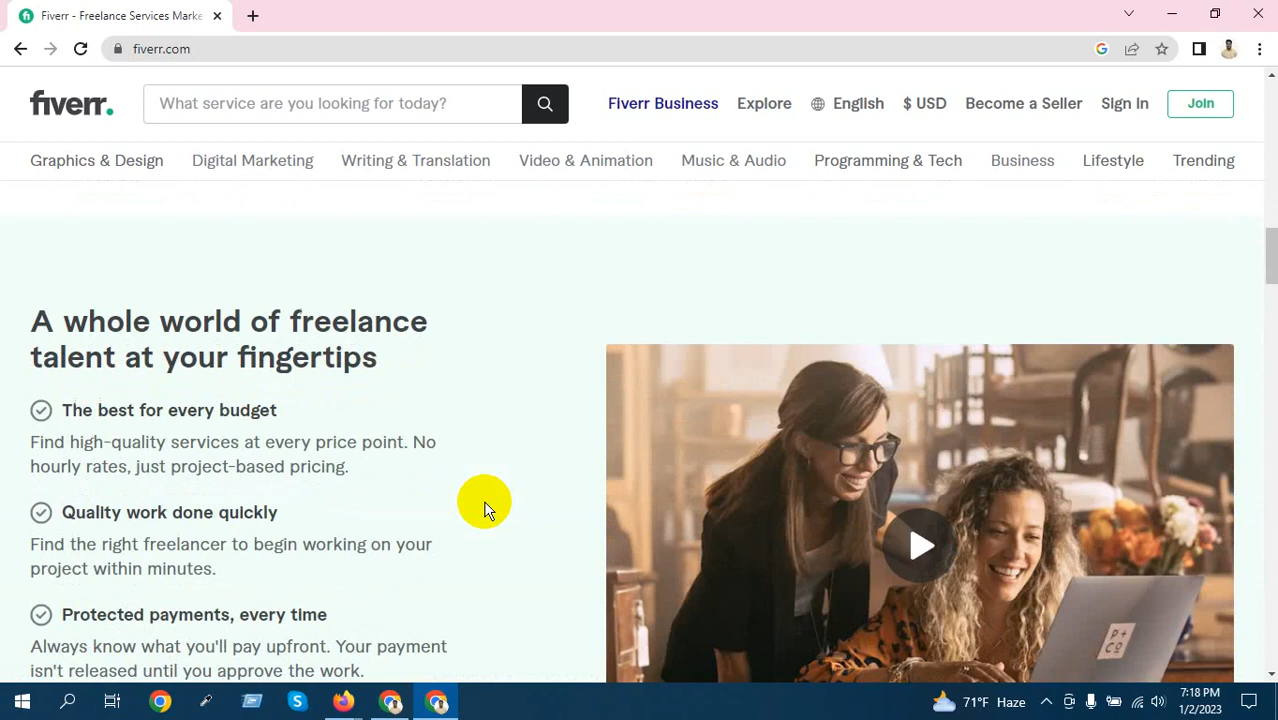 Fiverr - Freelance Services Marke
fiverr.com
fiverr.
What service are you looking for today?
Fiverr Business
Explore
English
$ USD
Become a Seller
Sign In
Join
Graphics & Design
Digital Marketing
Writing & Translation
Video & Animation
Music & Audio
Programming & Tech
Business
Lifestyle
Trending
A whole world of freelance
talent at your fingertips
The best for every budget
Find high-quality services at every price point. No
hourly rates, just project-based pricing.
Quality work done quickly
Find the right freelancer to begin working on your
project within minutes.
Protected payments, every time
Always know what you'll pay upfront. Your payment
isn't released until you approve the work.
P+
CO
71°F Haze
7:18 PM
1/2/2023